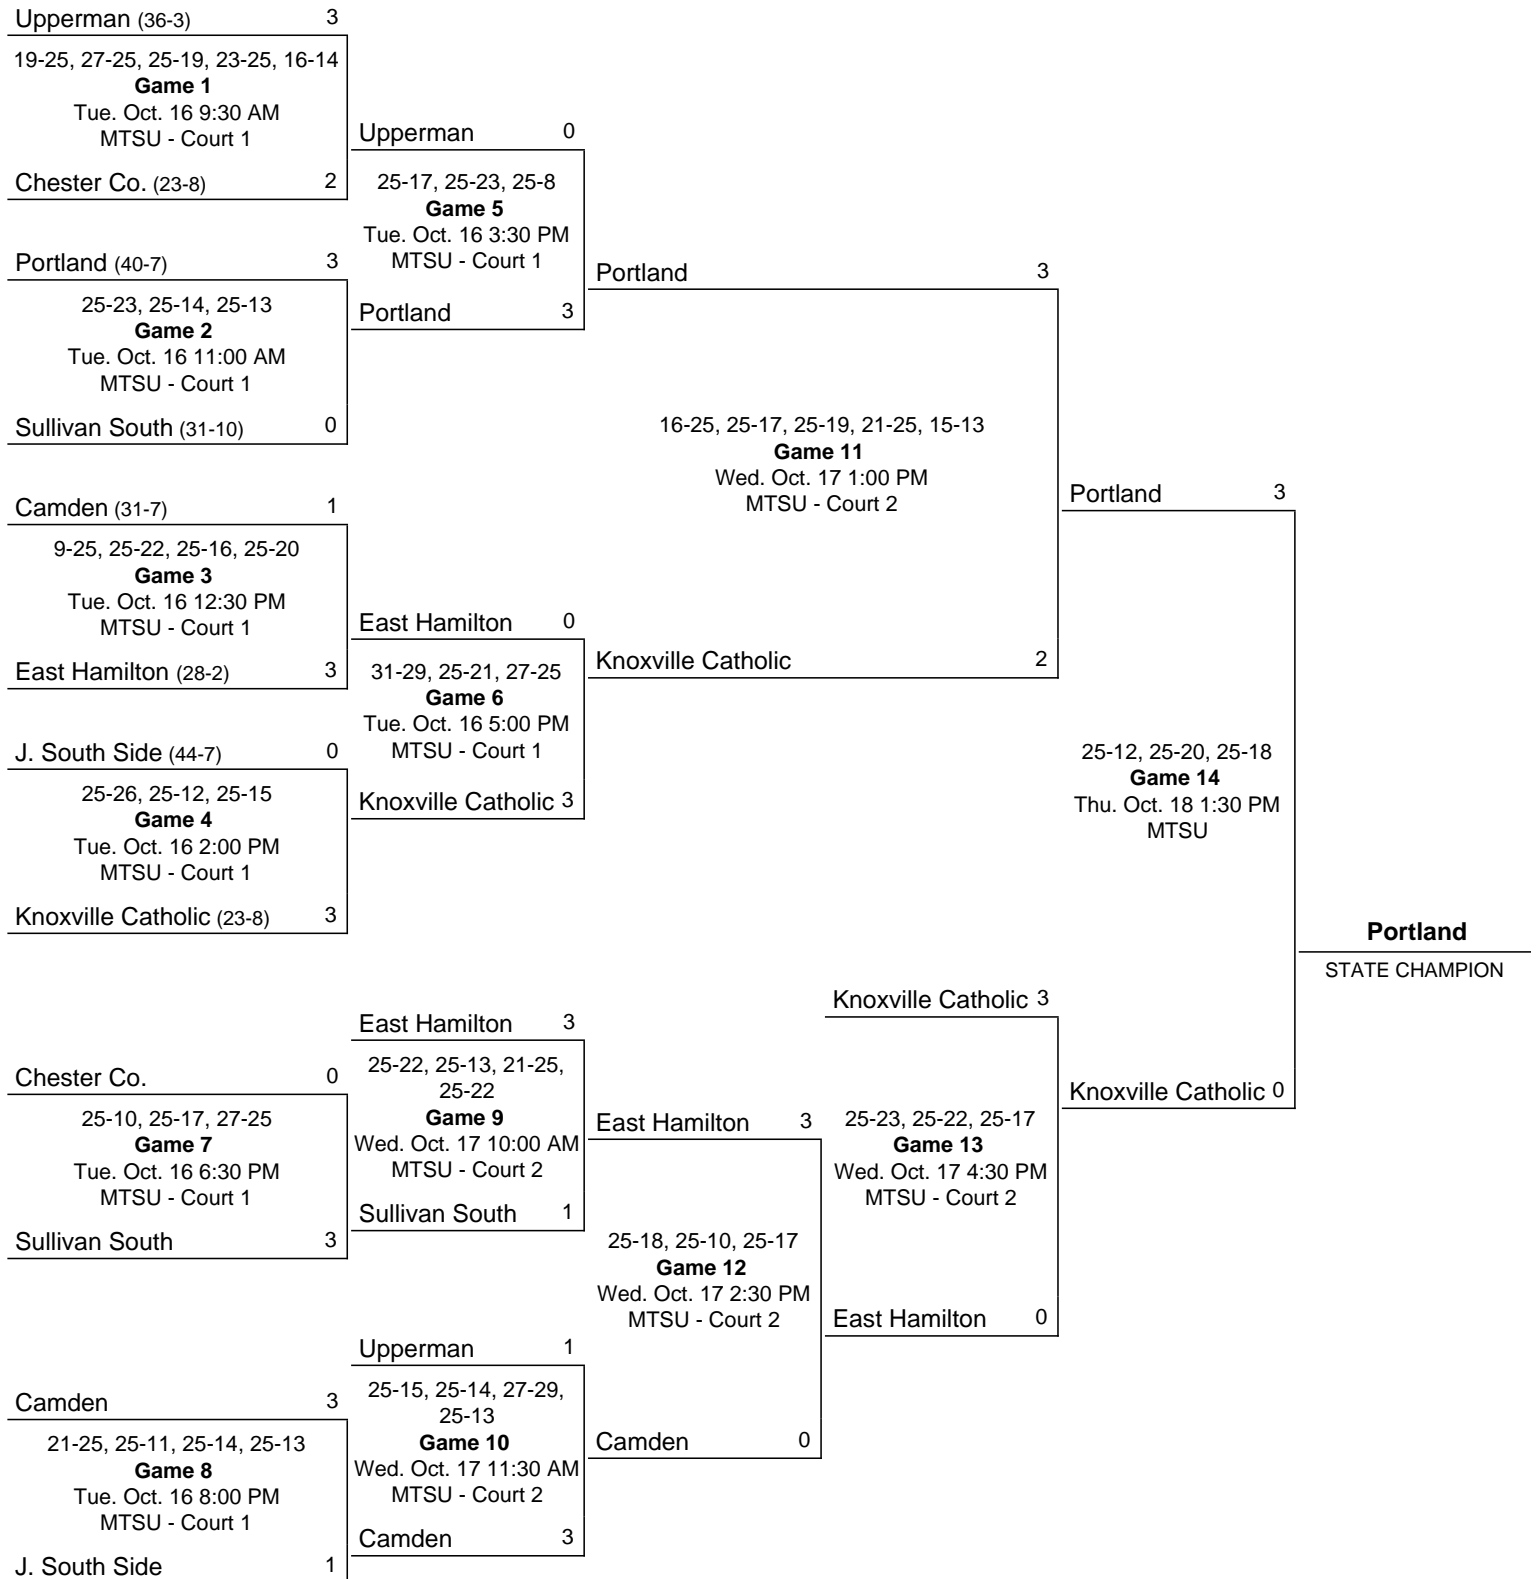 Upperman (36-3) 3
19-25, 27-25, 25-19, 23-25, 16-14
Game 1
Tue. Oct. 16 9:30 AM
MTSU - Court 1
Chester Co. (23-8) 2
Portland (40-7) 3
25-23, 25-14, 25-13
Game 2
Tue. Oct. 16 11:00 AM
MTSU - Court 1
Sullivan South (31-10) 0
Camden (31-7) 1
9-25, 25-22, 25-16, 25-20
Game 3
Tue. Oct. 16 12:30 PM
MTSU - Court 1
East Hamilton (28-2) 3
J. South Side (44-7) 0
25-26, 25-12, 25-15
Game 4
Tue. Oct. 16 2:00 PM
MTSU - Court 1
Knoxville Catholic (23-8) 3
Upperman 0
25-17, 25-23, 25-8
Game 5
Tue. Oct. 16 3:30 PM
MTSU - Court 1
Portland 3
East Hamilton 0
31-29, 25-21, 27-25
Game 6
Tue. Oct. 16 5:00 PM
MTSU - Court 1
Knoxville Catholic 3
Portland 3
16-25, 25-17, 25-19, 21-25, 15-13
Game 11
Wed. Oct. 17 1:00 PM
MTSU - Court 2
Knoxville Catholic 2
Chester Co. 0
25-10, 25-17, 27-25
Game 7
Tue. Oct. 16 6:30 PM
MTSU - Court 1
Sullivan South 3
Camden 3
21-25, 25-11, 25-14, 25-13
Game 8
Tue. Oct. 16 8:00 PM
MTSU - Court 1
J. South Side 1
East Hamilton 3
25-22, 25-13, 21-25,
25-22
Game 9
Wed. Oct. 17 10:00 AM
MTSU - Court 2
Sullivan South 1
Upperman 1
25-15, 25-14, 27-29,
25-13
Game 10
Wed. Oct. 17 11:30 AM
MTSU - Court 2
Camden 3
East Hamilton 3
25-18, 25-10, 25-17
Game 12
Wed. Oct. 17 2:30 PM
MTSU - Court 2
Camden 0
Knoxville Catholic 3
25-23, 25-22, 25-17
Game 13
Wed. Oct. 17 4:30 PM
MTSU - Court 2
East Hamilton 0
Portland 3
25-12, 25-20, 25-18
Game 14
Thu. Oct. 18 1:30 PM
MTSU
Knoxville Catholic 0
Portland
STATE CHAMPION